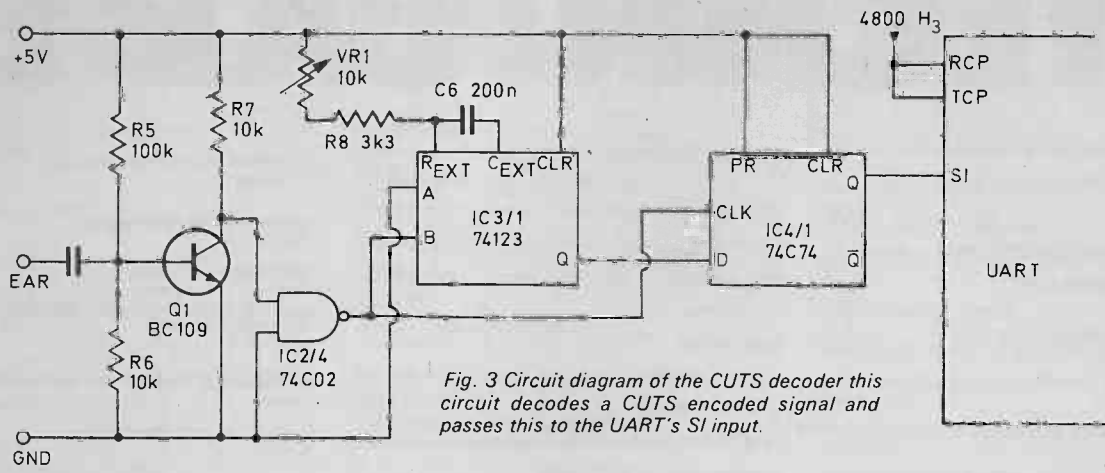 4800 H₃
+5V
VR1
10k
R5
100k
R7
10k
C6 200n
R8 3k3
REXT
CEXT
CLR
A
B
IC3/1
74123
Q
PR
CLR
CLK
ID
Q
Q̅
IC4/1
74C74
RCP
TCP
SI
UART
EAR
Q1
BC109
R6
10k
IC2/4
74C02
GND
Fig. 3 Circuit diagram of the CUTS decoder this
circuit decodes a CUTS encoded signal and
passes this to the UART's SI input.